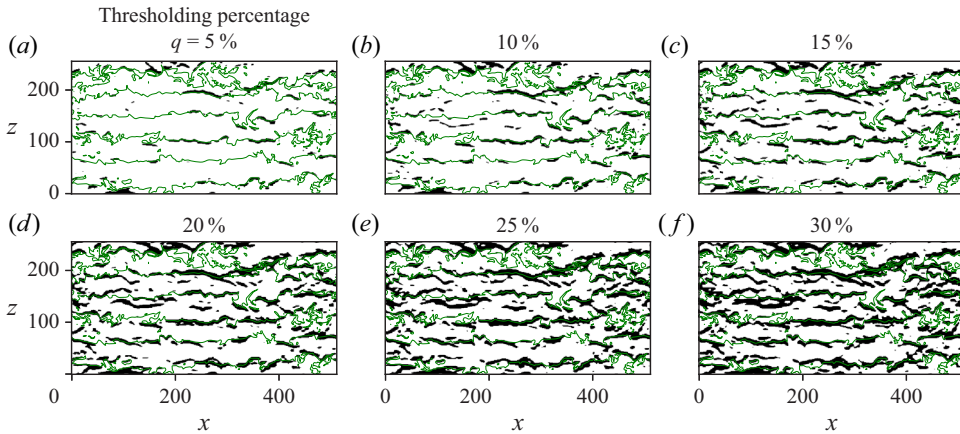 Thresholding percentage
(a) q = 5 % (b) 10 % (c) 15 %
200
z 100
0
(d) 20 % (e) 25 % (f) 30 %
200
z 100
0 200 400 0 200 400 0 200 400
x x x